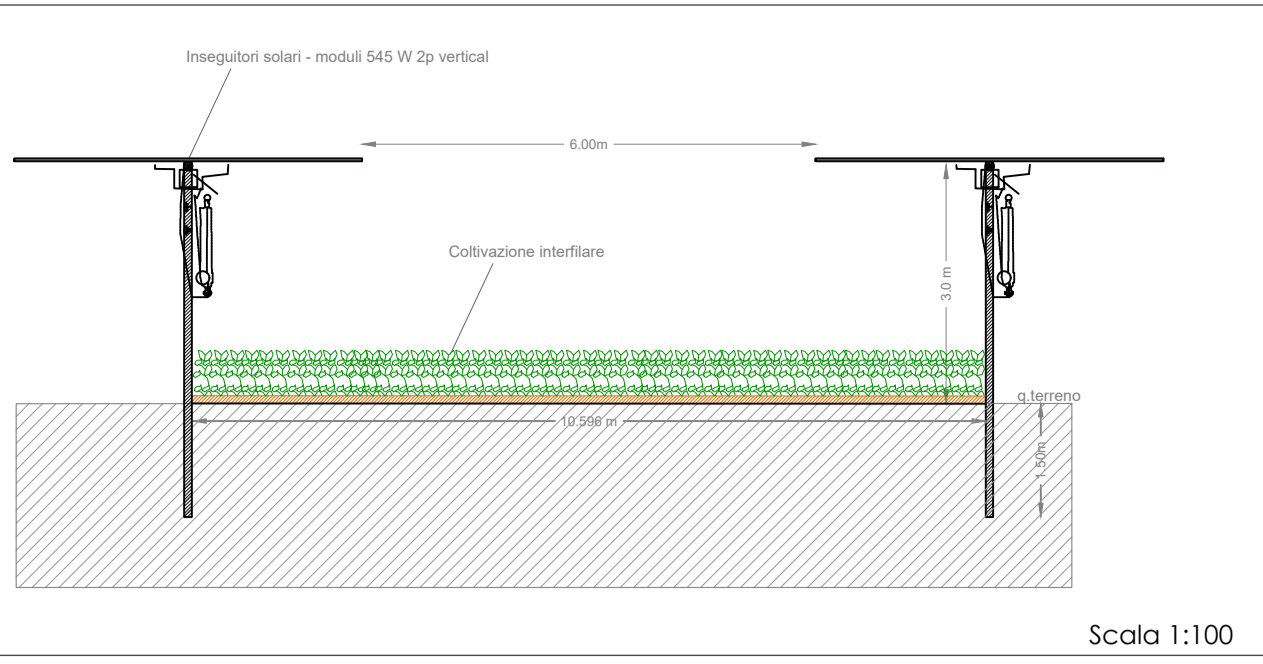 Inseguitori solari - moduli 545 W 2p vertical
6.00m
Coltivazione interfilare
3.0 m
q.terreno
10.596 m
1.50m
Scala 1:100